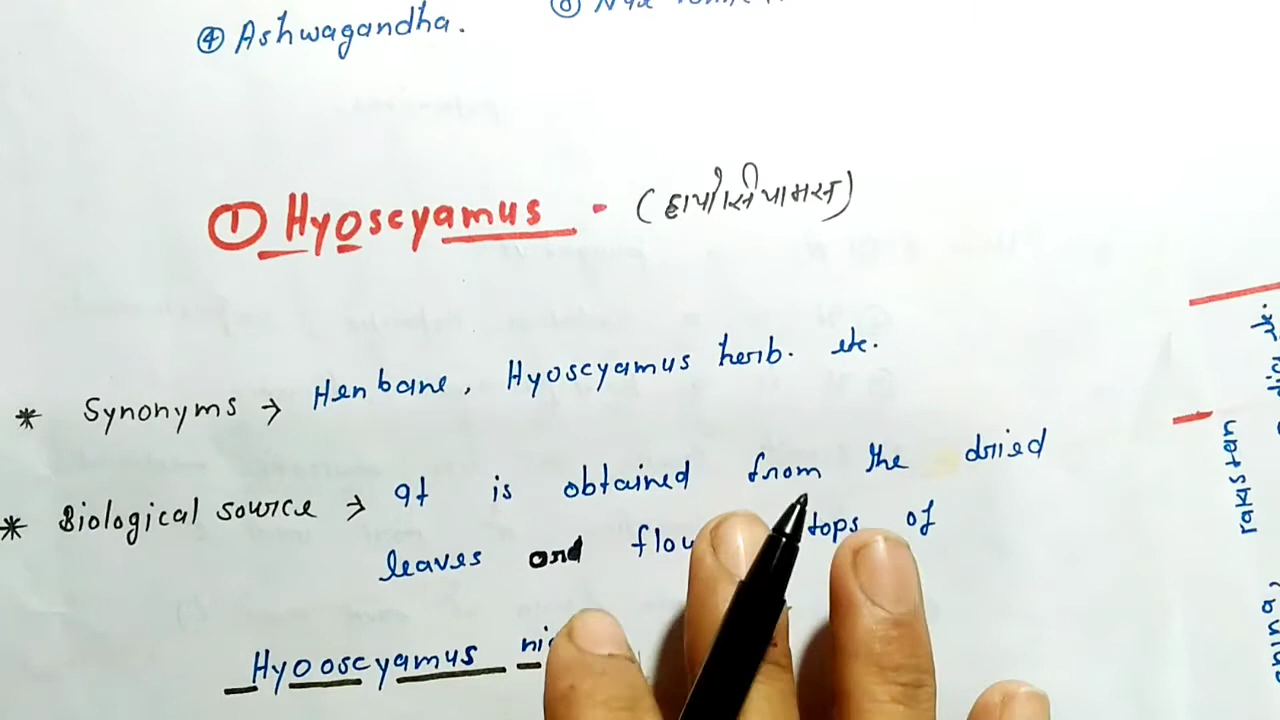 ④ Ashwagandha.
① Hyoscyamus - (हायोसियामस)
* Synonyms → Henbane, Hyoscyamus herb. etc.
* Biological source → It is obtained from the dried
leaves and tops of
Hyooscyamus